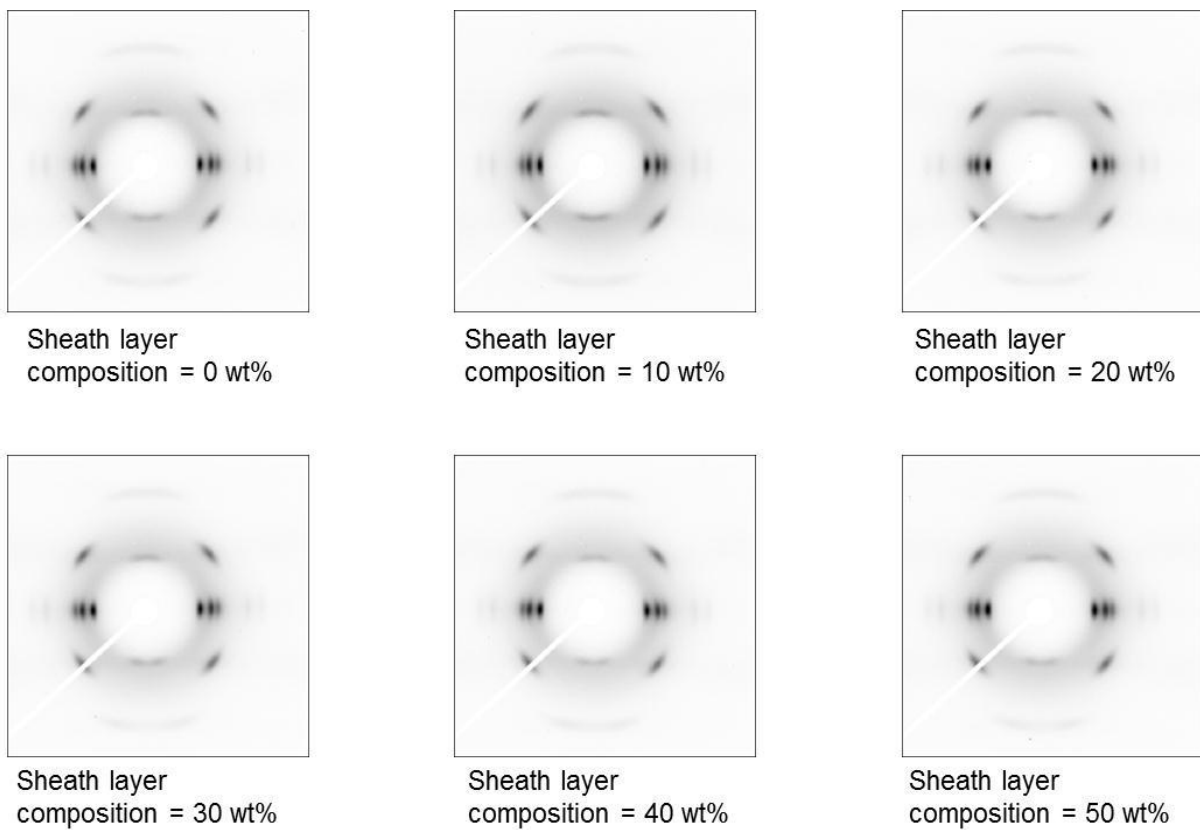 Sheath layer
composition = 0 wt%
Sheath layer
composition = 10 wt%
Sheath layer
composition = 20 wt%
Sheath layer
composition = 30 wt%
Sheath layer
composition = 40 wt%
Sheath layer
composition = 50 wt%